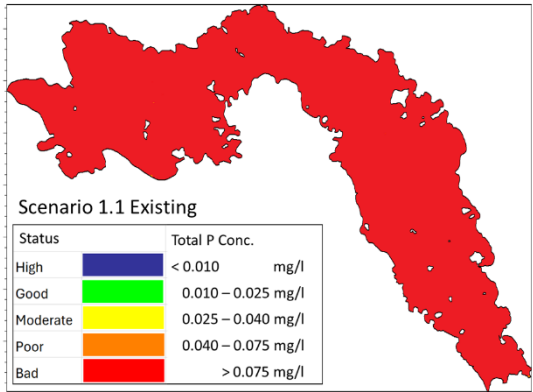 Scenario 1.1 Existing
Status Total P Conc.
High < 0.010 mg/l
Good 0.010 – 0.025 mg/l
Moderate 0.025 – 0.040 mg/l
Poor 0.040 – 0.075 mg/l
Bad > 0.075 mg/l